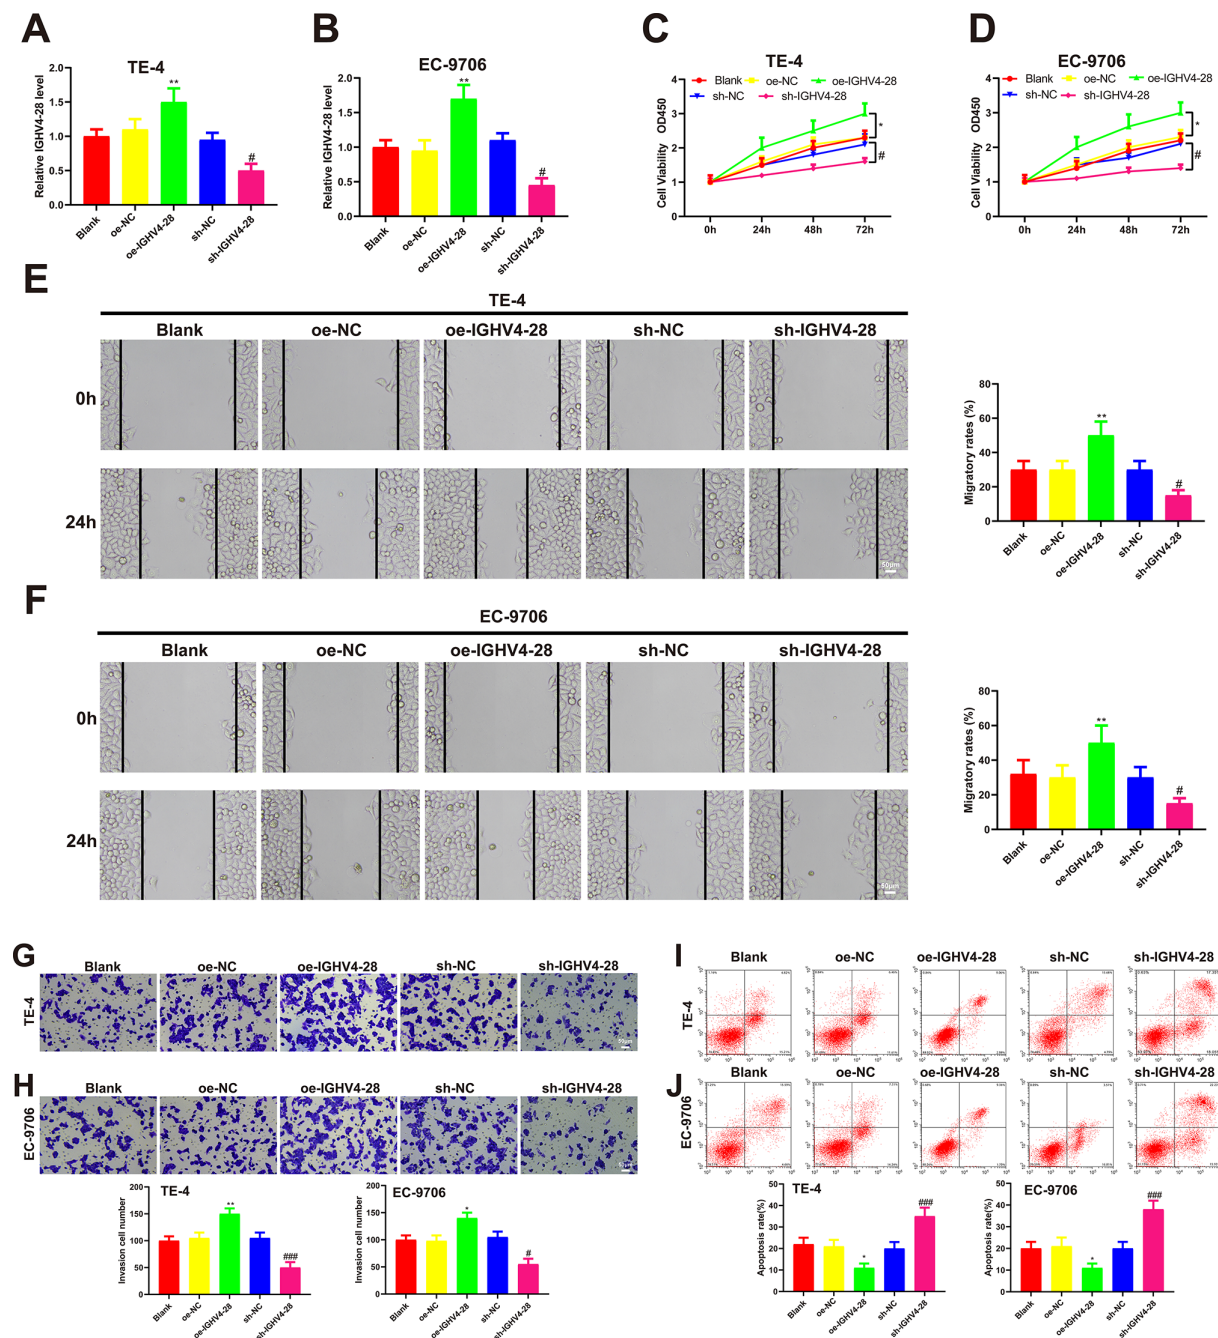 A
B
C
D
TE-4
EC-9706
TE-4
EC-9706
Relative IGHV4-28 level
2.0
1.5
1.0
0.5
0.0
**
#
Blank
oe-NC
oe-IGHV4-28
sh-NC
sh-IGHV4-28
Relative IGHV4-28 level
2.0
1.5
1.0
0.5
0.0
**
#
Blank
oe-NC
oe-IGHV4-28
sh-NC
sh-IGHV4-28
Cell Viability OD450
4
3
2
1
0
Blank
oe-NC
oe-IGHV4-28
sh-NC
sh-IGHV4-28
*
#
0h
24h
48h
72h
Cell Viability OD450
4
3
2
1
0
Blank
oe-NC
oe-IGHV4-28
sh-NC
sh-IGHV4-28
*
#
0h
24h
48h
72h
E
TE-4
Blank
oe-NC
oe-IGHV4-28
sh-NC
sh-IGHV4-28
0h
24h
50μm
Migratory rates (%)
80
60
40
20
0
**
#
Blank
oe-NC
oe-IGHV4-28
sh-NC
sh-IGHV4-28
F
EC-9706
Blank
oe-NC
oe-IGHV4-28
sh-NC
sh-IGHV4-28
0h
24h
50μm
Migratory rates (%)
80
60
40
20
0
**
#
Blank
oe-NC
oe-IGHV4-28
sh-NC
sh-IGHV4-28
G
Blank
oe-NC
oe-IGHV4-28
sh-NC
sh-IGHV4-28
TE-4
50μm
H
Blank
oe-NC
oe-IGHV4-28
sh-NC
sh-IGHV4-28
EC-9706
50μm
TE-4
Invasion cell number
200
150
100
50
0
**
###
Blank
oe-NC
oe-IGHV4-28
sh-NC
sh-IGHV4-28
EC-9706
Invasion cell number
200
150
100
50
0
*
#
Blank
oe-NC
oe-IGHV4-28
sh-NC
sh-IGHV4-28
I
Blank
oe-NC
oe-IGHV4-28
sh-NC
sh-IGHV4-28
TE-4
J
Blank
oe-NC
oe-IGHV4-28
sh-NC
sh-IGHV4-28
EC-9706
TE-4
Apoptosis rate(%)
50
40
30
20
10
0
*
###
Blank
oe-NC
oe-IGHV4-28
sh-NC
sh-IGHV4-28
EC-9706
Apoptosis rate(%)
50
40
30
20
10
0
*
###
Blank
oe-NC
oe-IGHV4-28
sh-NC
sh-IGHV4-28